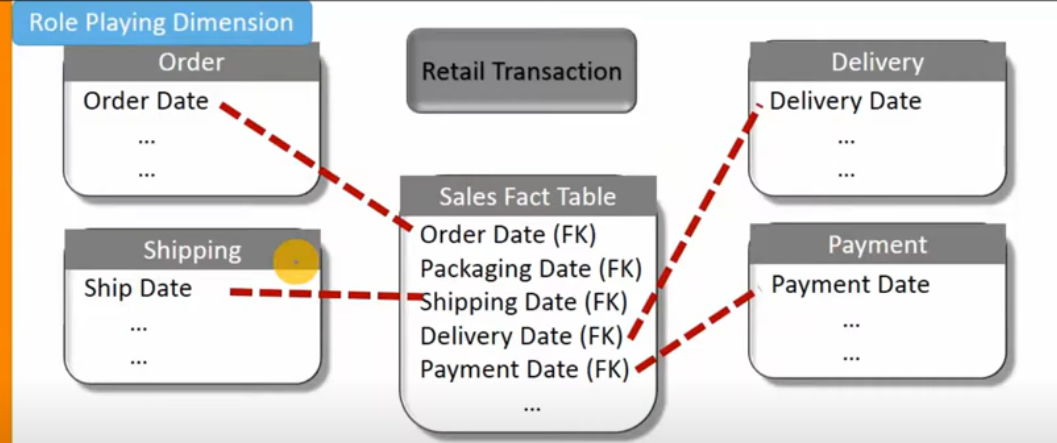 Role Playing Dimension
Order
Order Date
...
...
Shipping
Ship Date
...
...
Retail Transaction
Sales Fact Table
Order Date (FK)
Packaging Date (FK)
Shipping Date (FK)
Delivery Date (FK)
Payment Date (FK)
...
Delivery
Delivery Date
...
...
Payment
Payment Date
...
...